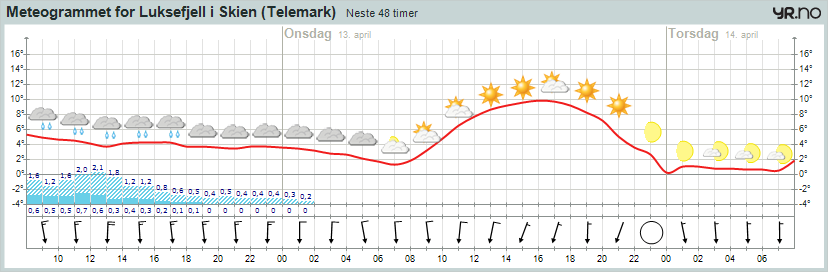 Meteogrammet for Luksefjell i Skien (Telemark) Neste 48 timer
yr.no
Onsdag 13. april Torsdag 14. april
16° 16°
14° 14°
12° 12°
10° 10°
8° 8°
6° 6°
4° 4°
2° 2°
0° 0°
-2° -2°
-4° -4°
1,6 1,2 1,6 2,0 2,1 1,8 1,2 1,2 0,8 0,6 0,5 0,4 0,5 0,4 0,4 0,4 0,3 0,2
0,6 0,5 0,5 0,7 0,6 0,3 0,4 0,3 0,2 0,1 0,1 0 0 0 0 0 0 0
10 12 14 16 18 20 22 00 02 04 06 08 10 12 14 16 18 20 22 00 02 04 06